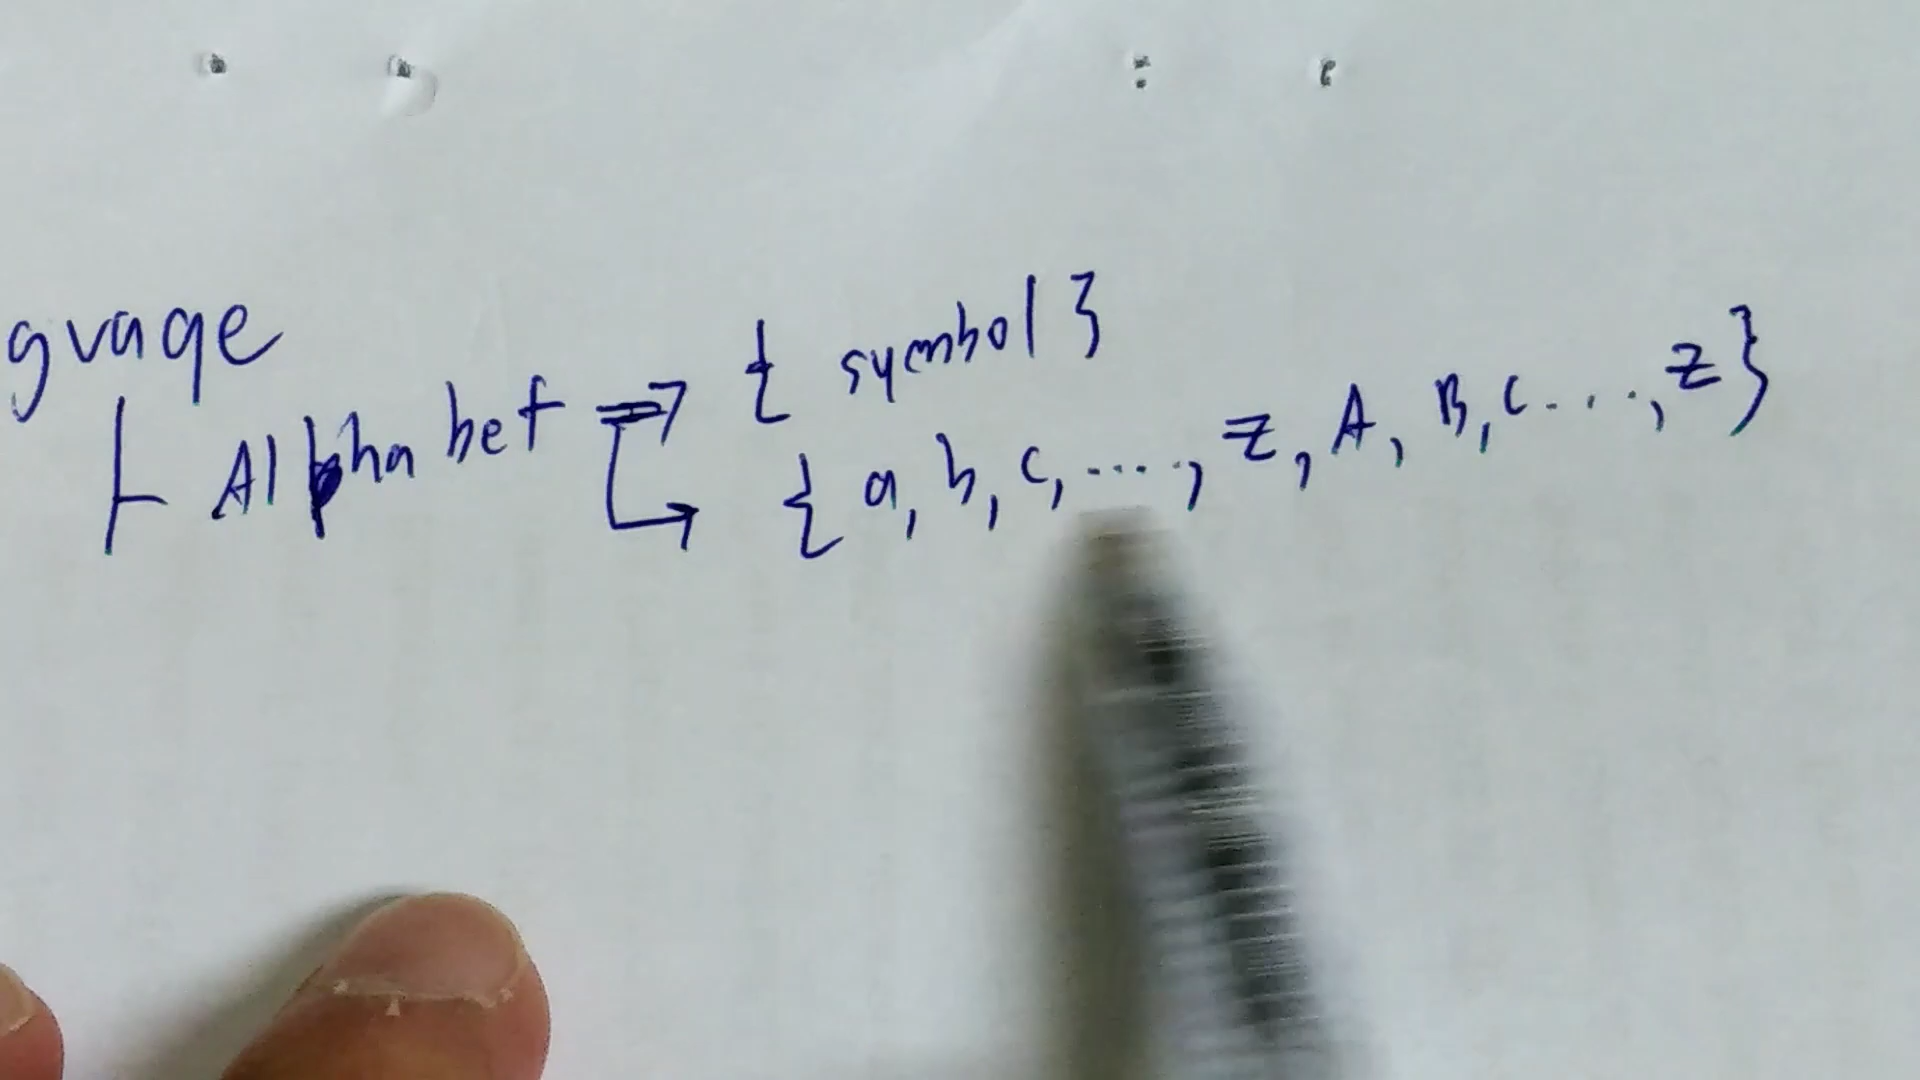 guage
Alphabet → { symbol }
→ { a, b, c, ...., z, A, B, C...., Z }